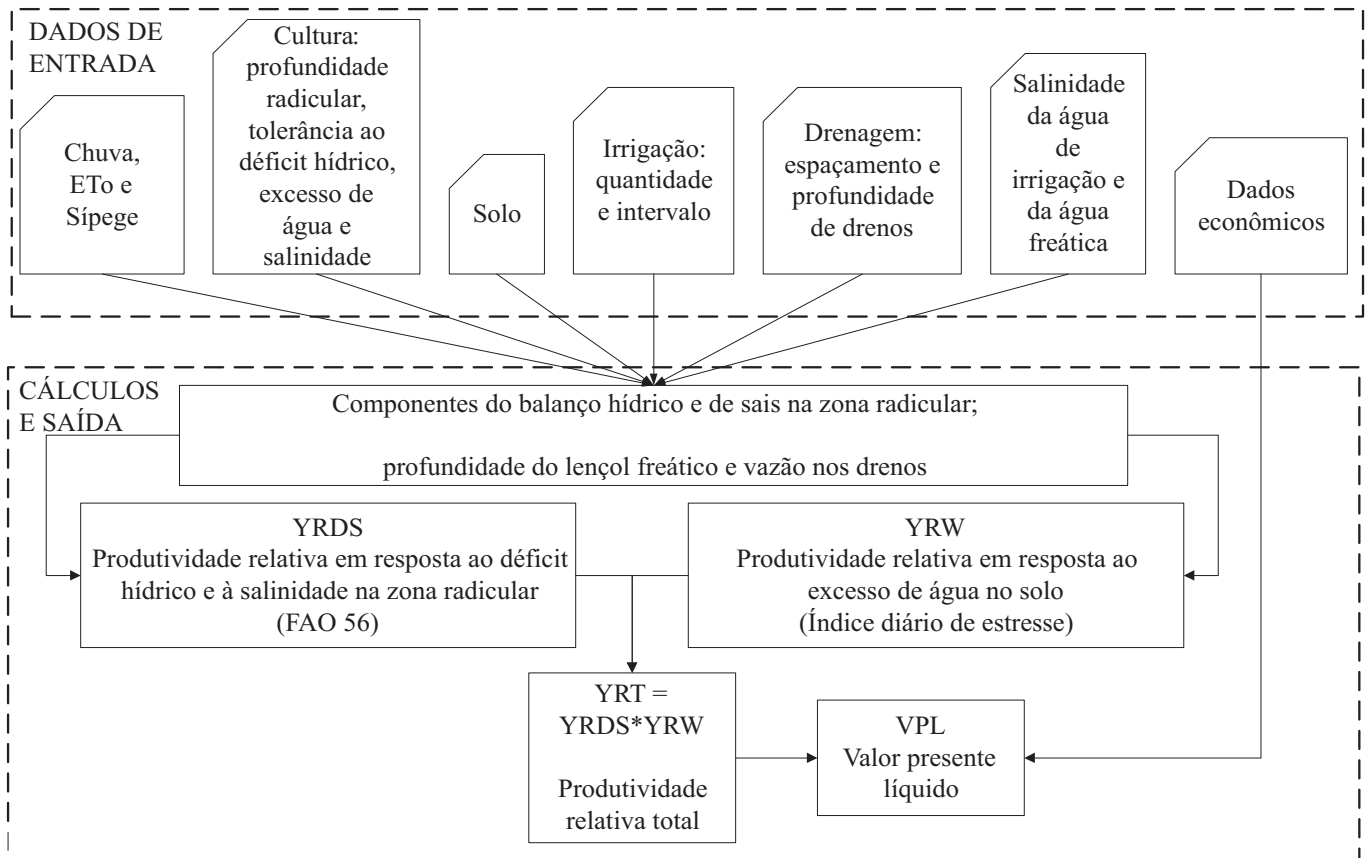 DADOS DE
ENTRADA
Chuva,
ETo e
Sípege
Cultura:
profundidade
radicular,
tolerância ao
déficit hídrico,
excesso de
água e
salinidade
Solo
Irrigação:
quantidade
e intervalo
Drenagem:
espaçamento e
profundidade
de drenos
Salinidade
da água
de
irrigação e
da água
freática
Dados
econômicos
CÁLCULOS
E SAÍDA
Componentes do balanço hídrico e de sais na zona radicular;
profundidade do lençol freático e vazão nos drenos
YRDS
Produtividade relativa em resposta ao déficit
hídrico e à salinidade na zona radicular
(FAO 56)
YRW
Produtividade relativa em resposta ao
excesso de água no solo
(Índice diário de estresse)
YRT =
YRDS*YRW
Produtividade
relativa total
VPL
Valor presente
líquido